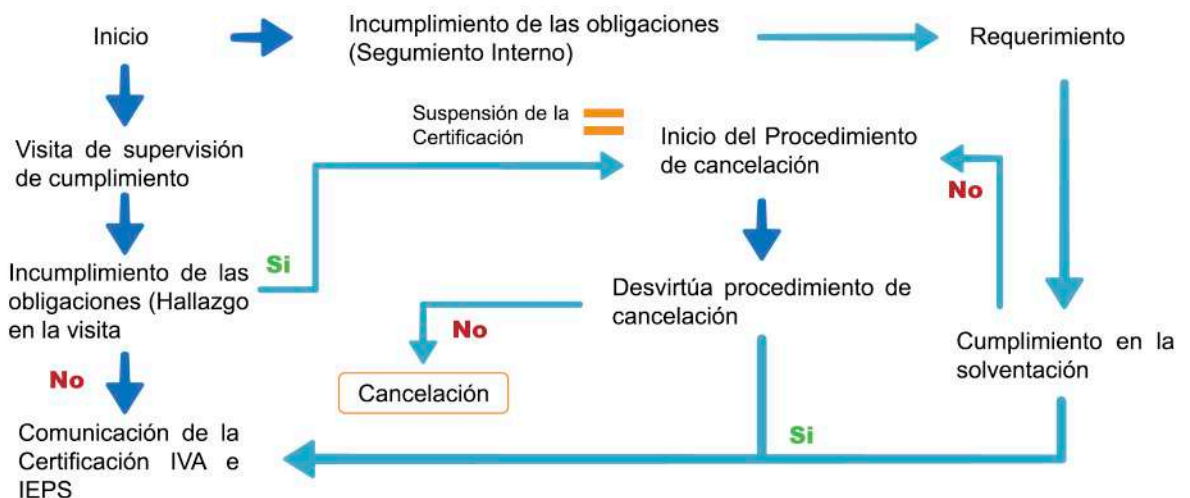 Inicio
Incumplimiento de las obligaciones
(Segumiento Interno)
Requerimiento
Suspensión de la
Certificación
Inicio del Procedimiento
de cancelación
Visita de supervisión
de cumplimiento
No
Si
Incumplimiento de las
obligaciones (Hallazgo
en la visita
Desvirtúa procedimiento de
cancelación
No
Cumplimiento en la
solventación
No
Cancelación
Comunicación de la
Certificación IVA e
IEPS
Si